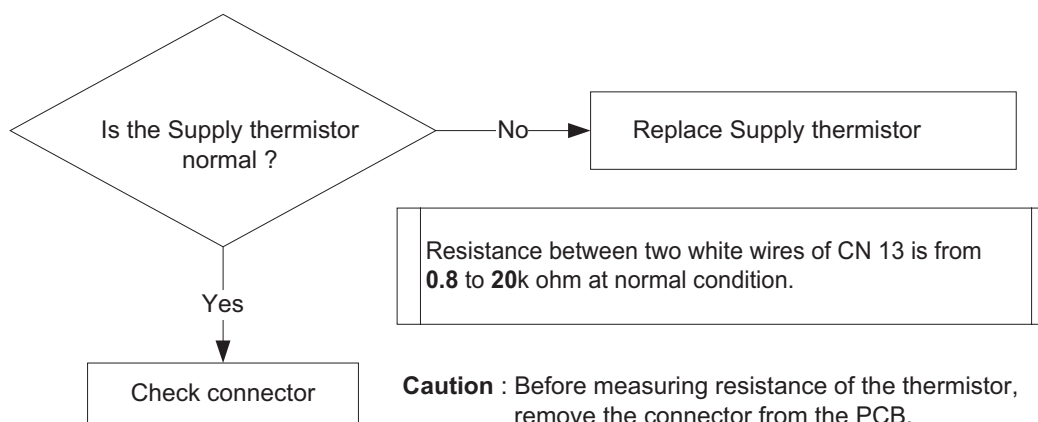 Is the Supply thermistor
normal ?
No
Replace Supply thermistor
Resistance between two white wires of CN 13 is from
0.8 to 20k ohm at normal condition.
Yes
Check connector
Caution : Before measuring resistance of the thermistor,
remove the connector from the PCB.